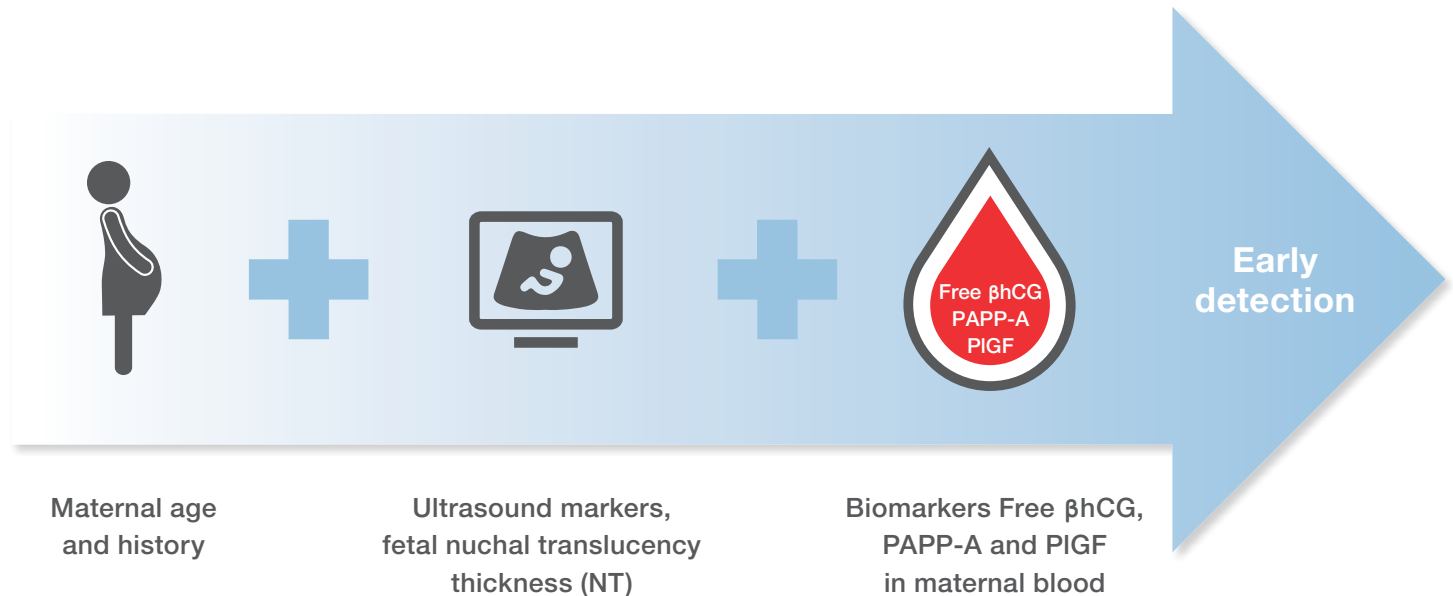 Free βhCG
PAPP-A
PlGF
Early
detection
Maternal age
and history
Ultrasound markers,
fetal nuchal translucency
thickness (NT)
Biomarkers Free βhCG,
PAPP-A and PlGF
in maternal blood